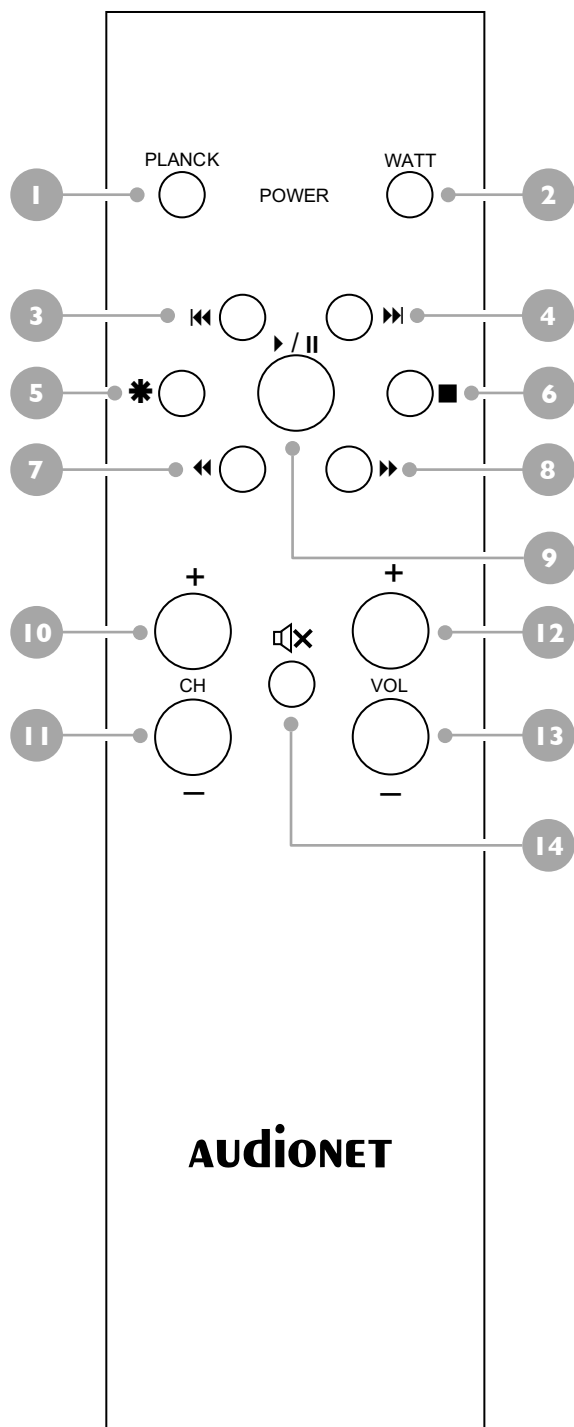 PLANCK WATT
1 POWER 2
3 4
/
5 6
7 8
9
+ +
10 12
CH VOL
11 13
– –
14
AUDIONET